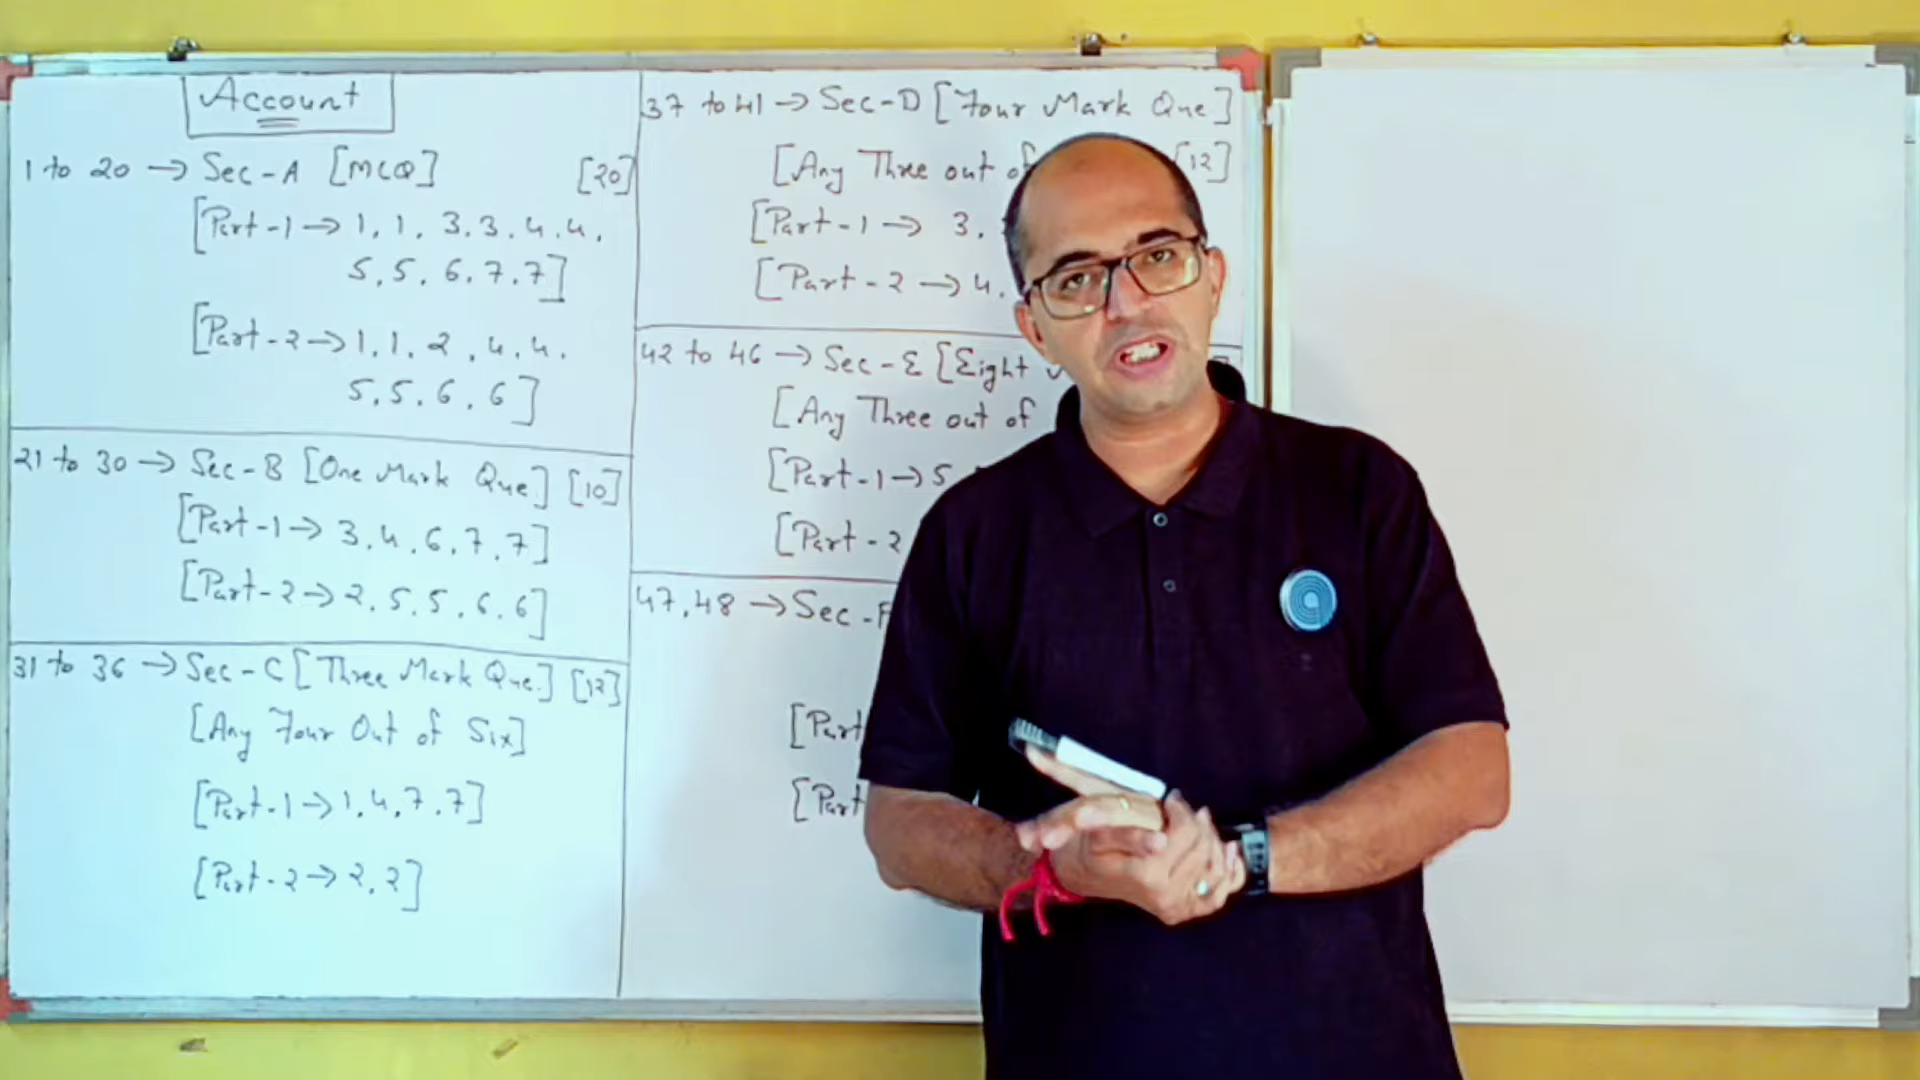 Account
1 to 20 → Sec-A [MCQ] [20]
[Part-1 → 1, 1, 3, 3, 4, 4,
5, 5, 6, 7, 7]
[Part-2 → 1, 1, 2, 4, 4,
5, 5, 6, 6]
21 to 30 → Sec-B [One Mark Que.] [10]
[Part-1 → 3, 4, 6, 7, 7]
[Part-2 → 2, 5, 5, 6, 6]
31 to 36 → Sec-C [Three Mark Que.] [12]
[Any Four Out of Six]
[Part-1 → 1, 4, 7, 7]
[Part-2 → 2, 2]
37 to 41 → Sec-D [Four Mark Que]
[Any Three out of [12]
[Part-1 → 3,
[Part-2 → 4,
42 to 46 → Sec-E [Eight
[Any Three out of
[Part-1 → 5
[Part-2
47, 48 → Sec-F
[Part
[Part